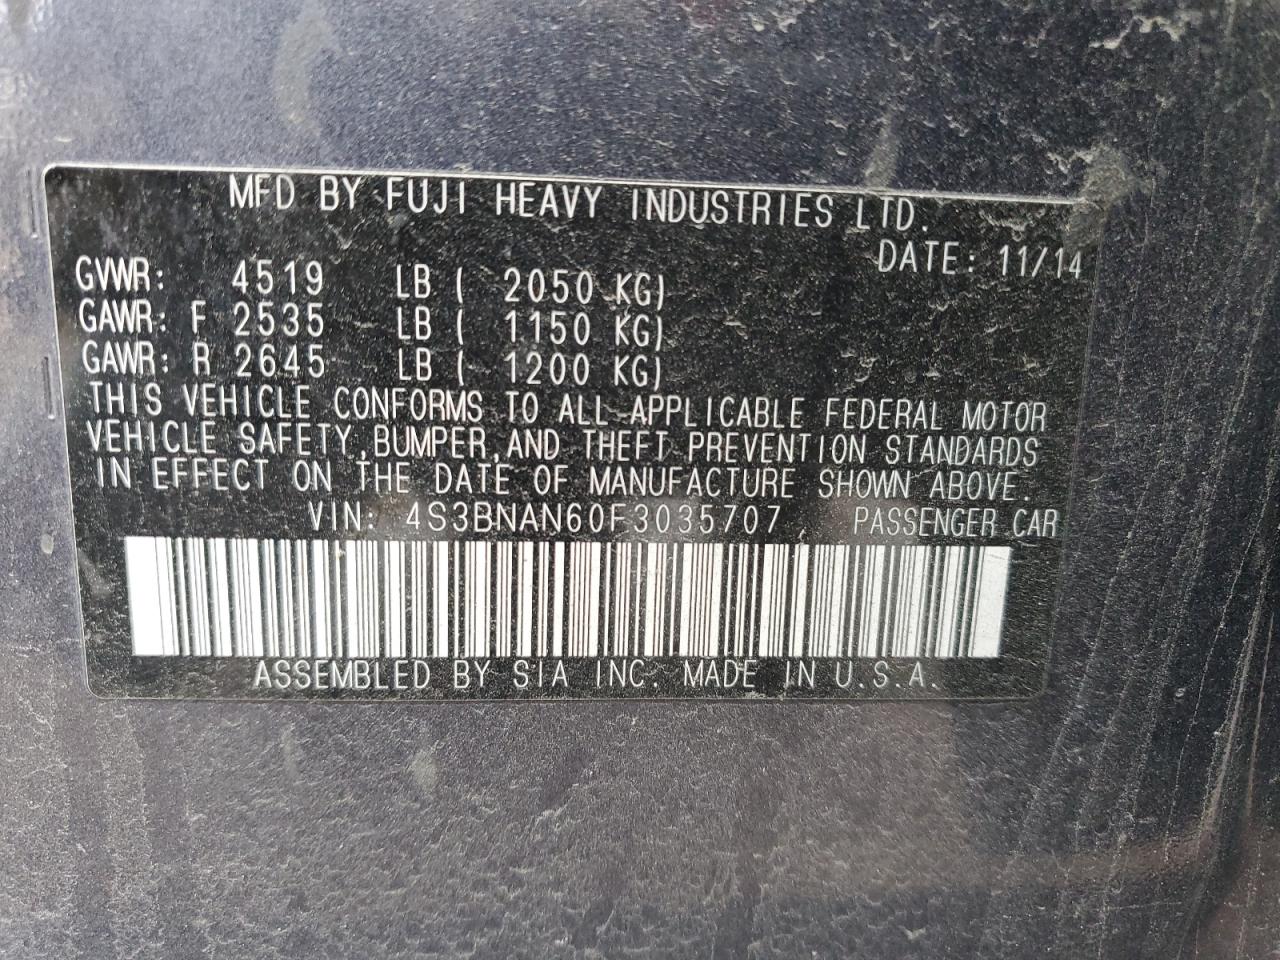 MFD BY FUJI HEAVY INDUSTRIES LTD.
DATE: 11/14
GVWR: 4519 LB ( 2050 KG)
GAWR: F 2535 LB ( 1150 KG)
GAWR: R 2645 LB ( 1200 KG)
THIS VEHICLE CONFORMS TO ALL APPLICABLE FEDERAL MOTOR
VEHICLE SAFETY, BUMPER, AND THEFT PREVENTION STANDARDS
IN EFFECT ON THE DATE OF MANUFACTURE SHOWN ABOVE.
VIN: 4S3BNAN60F3035707 PASSENGER CAR
ASSEMBLED BY SIA INC. MADE IN U.S.A.